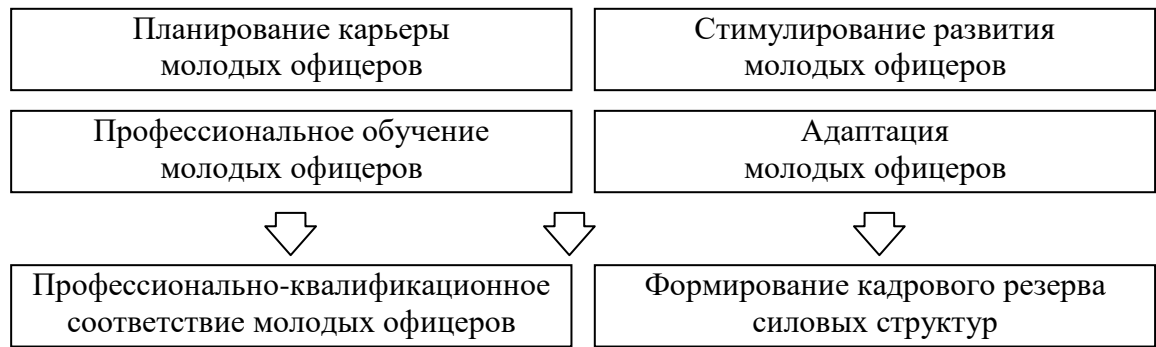 Планирование карьеры
молодых офицеров
Стимулирование развития
молодых офицеров
Профессиональное обучение
молодых офицеров
Адаптация
молодых офицеров
Профессионально-квалификационное
соответствие молодых офицеров
Формирование кадрового резерва
силовых структур